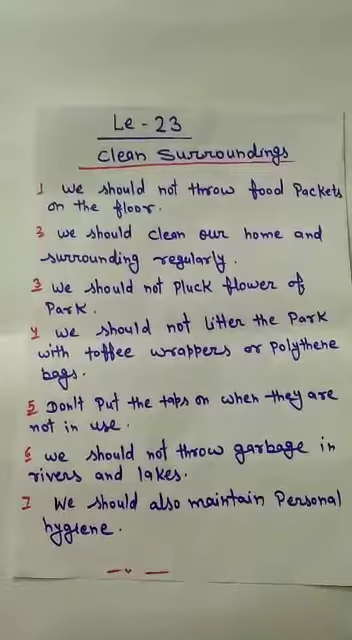 Le - 23
Clean Surroundings
1 We should not throw food Packets
on the floor.
2 We should clean our home and
surrounding regularly.
3 We should not Pluck flower of
Park.
4 We should not litter the Park
with toffee wrappers or Polythene
bags.
5 Don't Put the taps on when they are
not in use.
6 We should not throw garbage in
rivers and lakes.
7 We should also maintain Personal
hygiene.